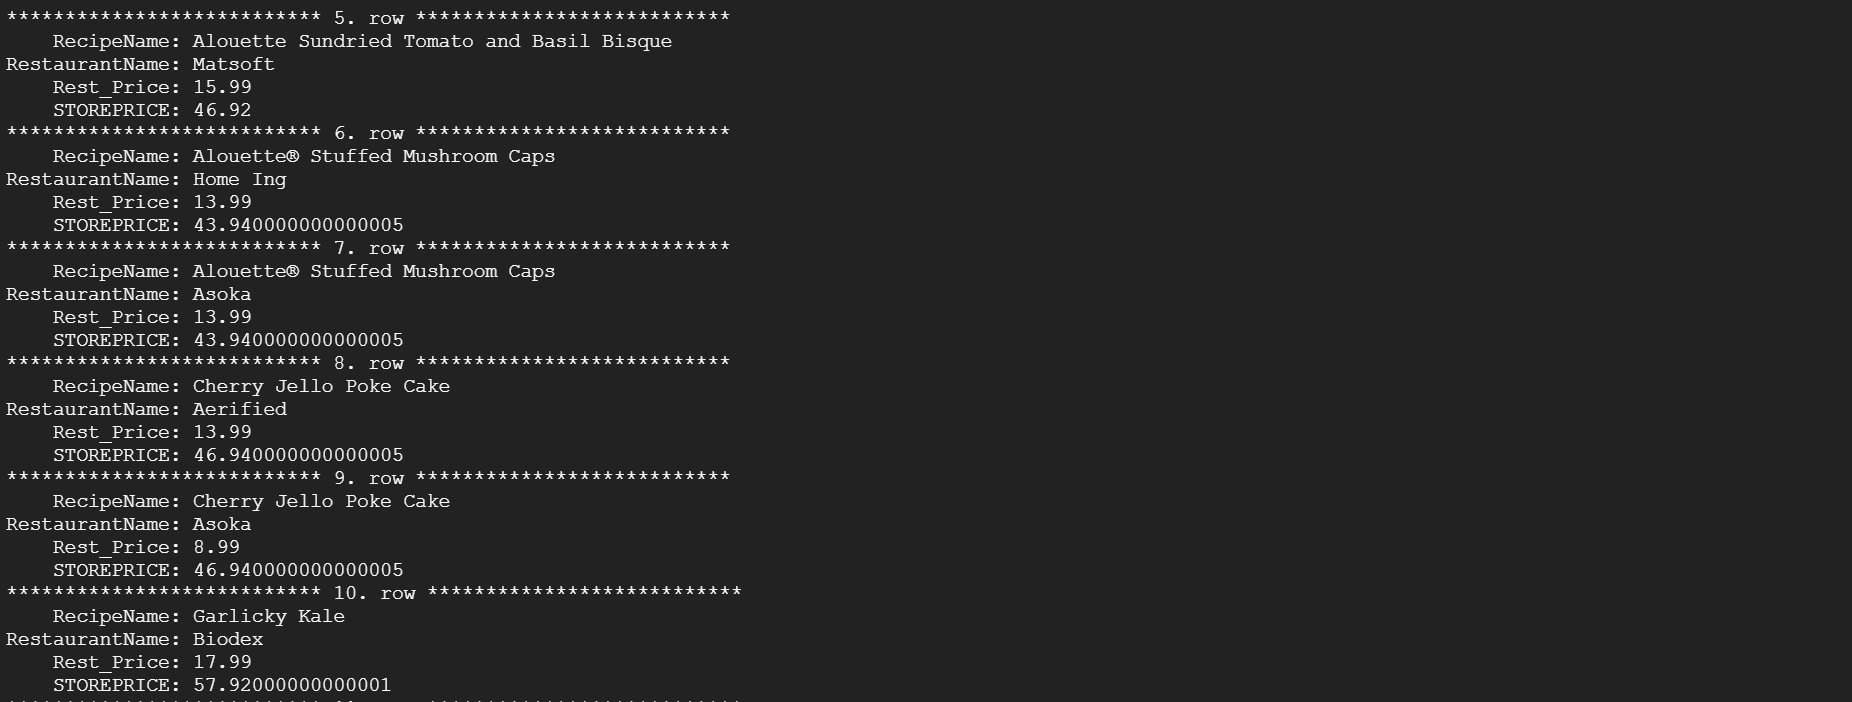 *************************** 5. row ***************************
RecipeName: Alouette Sundried Tomato and Basil Bisque
RestaurantName: Matsoft
Rest_Price: 15.99
STOREPRICE: 46.92
*************************** 6. row ***************************
RecipeName: Alouette® Stuffed Mushroom Caps
RestaurantName: Home Ing
Rest_Price: 13.99
STOREPRICE: 43.940000000000005
*************************** 7. row ***************************
RecipeName: Alouette® Stuffed Mushroom Caps
RestaurantName: Asoka
Rest_Price: 13.99
STOREPRICE: 43.940000000000005
*************************** 8. row ***************************
RecipeName: Cherry Jello Poke Cake
RestaurantName: Aerified
Rest_Price: 13.99
STOREPRICE: 46.940000000000005
*************************** 9. row ***************************
RecipeName: Cherry Jello Poke Cake
RestaurantName: Asoka
Rest_Price: 8.99
STOREPRICE: 46.940000000000005
*************************** 10. row ***************************
RecipeName: Garlicky Kale
RestaurantName: Biodex
Rest_Price: 17.99
STOREPRICE: 57.92000000000001